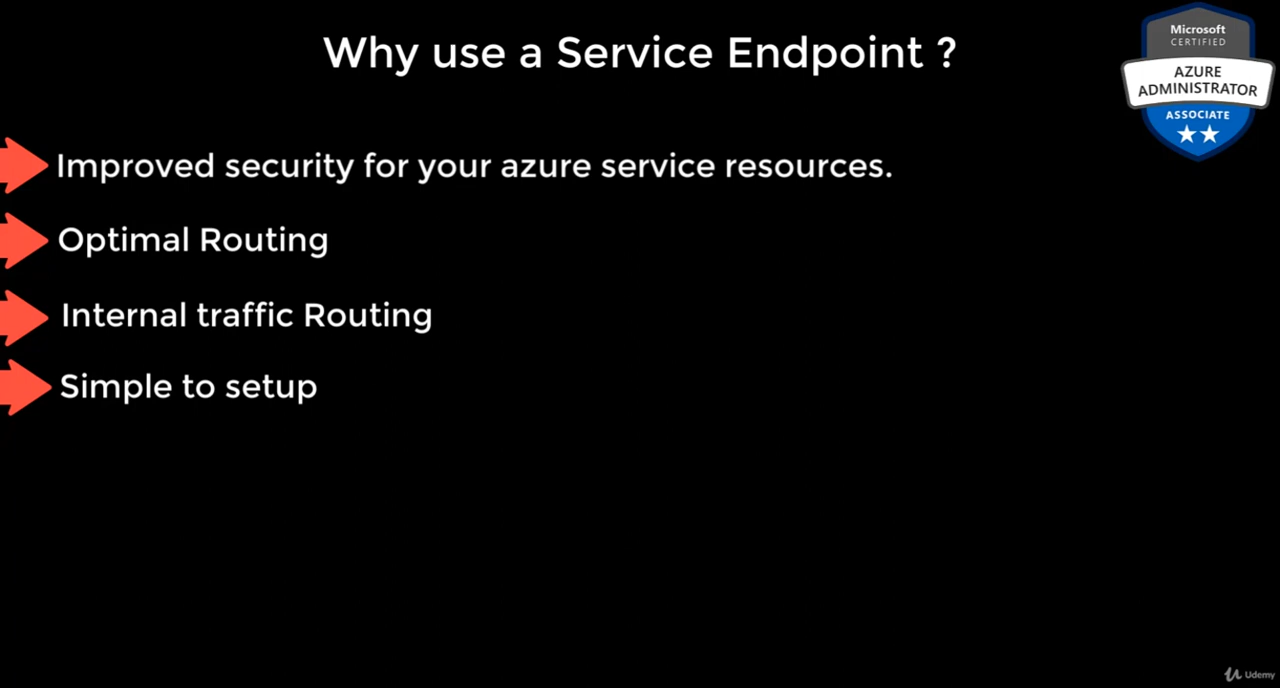 Why use a Service Endpoint ?
Microsoft
CERTIFIED
AZURE
ADMINISTRATOR
ASSOCIATE
Improved security for your azure service resources.
Optimal Routing
Internal traffic Routing
Simple to setup
Udemy